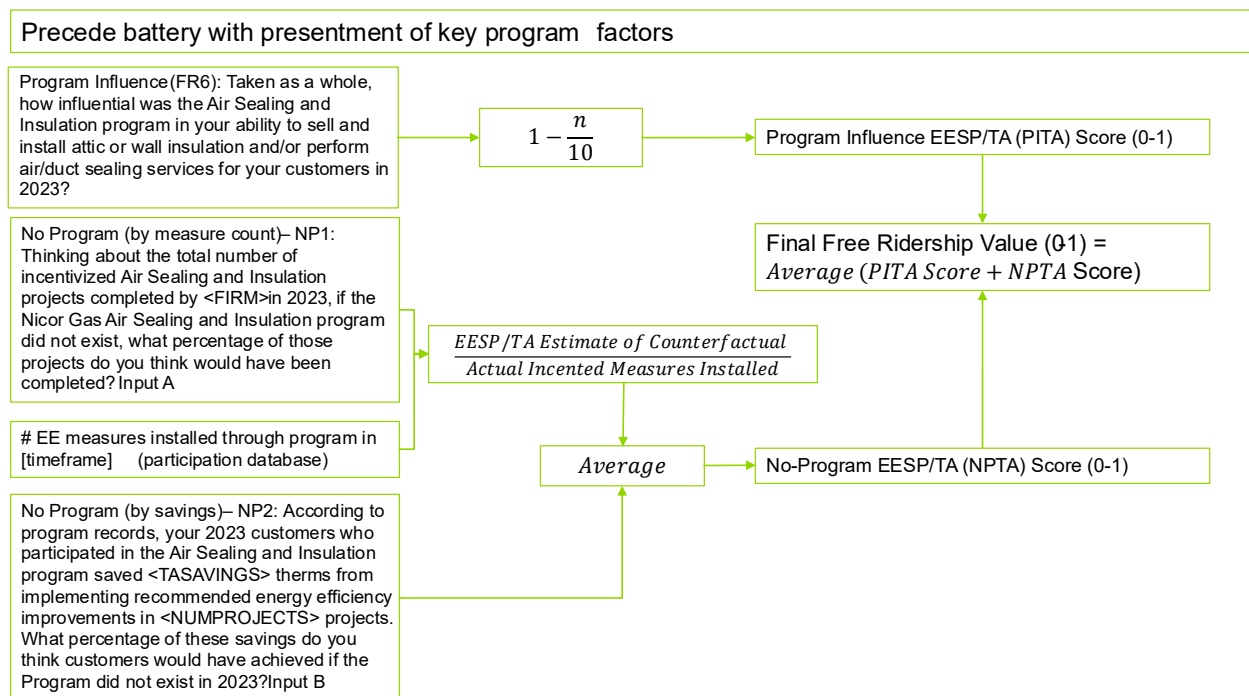 Precede battery with presentment of key program factors
Program Influence(FR6): Taken as a whole,
how influential was the Air Sealing and
Insulation program in your ability to sell and
install attic or wall insulation and/or perform
air/duct sealing services for your customers in
2023?
1 − n/10
Program Influence EESP/TA (PITA) Score (0-1)
No Program (by measure count)– NP1:
Thinking about the total number of
incentivized Air Sealing and Insulation
projects completed by <FIRM>in 2023, if the
Nicor Gas Air Sealing and Insulation program
did not exist, what percentage of those
projects do you think would have been
completed? Input A
Final Free Ridership Value (0-1) =
Average (PITA Score + NPTA Score)
EESP/TA Estimate of Counterfactual
Actual Incented Measures Installed
# EE measures installed through program in
[timeframe] (participation database)
Average
No-Program EESP/TA (NPTA) Score (0-1)
No Program (by savings)– NP2: According to
program records, your 2023 customers who
participated in the Air Sealing and Insulation
program saved <TASAVINGS> therms from
implementing recommended energy efficiency
improvements in <NUMPROJECTS> projects.
What percentage of these savings do you
think customers would have achieved if the
Program did not exist in 2023?Input B